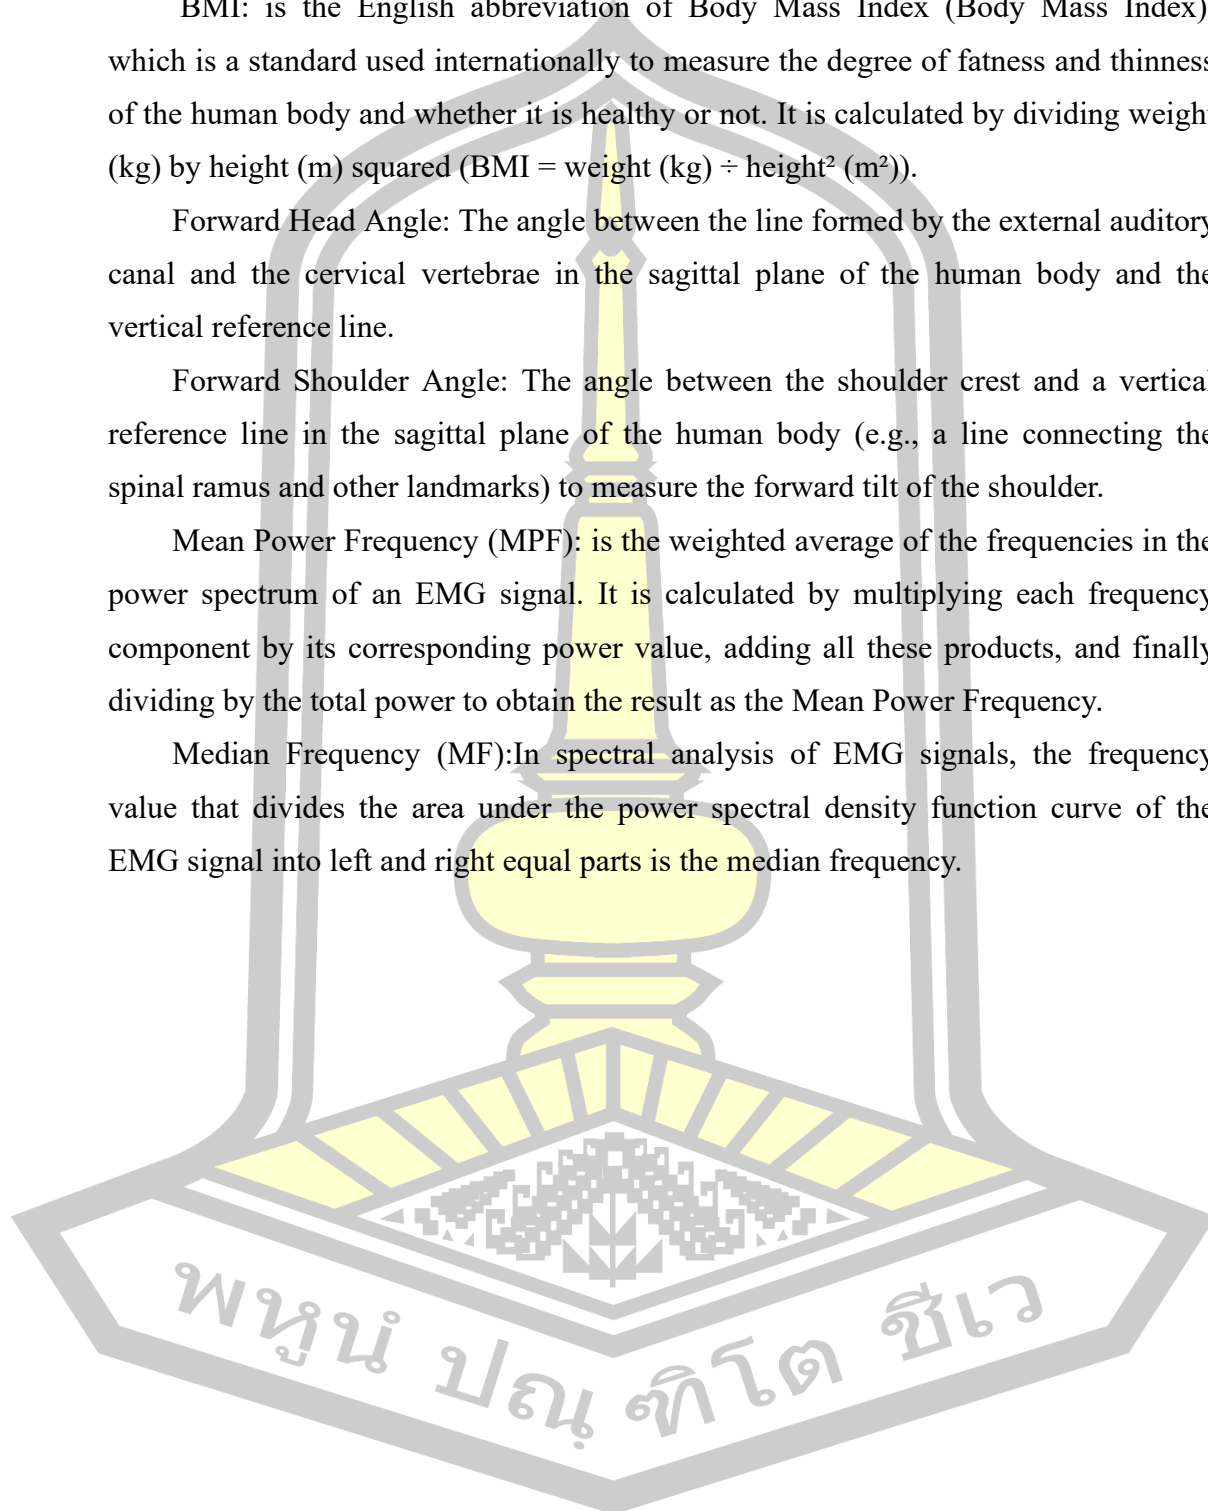 BMI: is the English abbreviation of Body Mass Index (Body Mass Index)
which is a standard used internationally to measure the degree of fatness and thinness
of the human body and whether it is healthy or not. It is calculated by dividing weight
(kg) by height (m) squared (BMI = weight (kg) ÷ height² (m²)).
Forward Head Angle: The angle between the line formed by the external auditory
canal and the cervical vertebrae in the sagittal plane of the human body and the
vertical reference line.
Forward Shoulder Angle: The angle between the shoulder crest and a vertical
reference line in the sagittal plane of the human body (e.g., a line connecting the
spinal ramus and other landmarks) to measure the forward tilt of the shoulder.
Mean Power Frequency (MPF): is the weighted average of the frequencies in the
power spectrum of an EMG signal. It is calculated by multiplying each frequency
component by its corresponding power value, adding all these products, and finally
dividing by the total power to obtain the result as the Mean Power Frequency.
Median Frequency (MF):In spectral analysis of EMG signals, the frequency
value that divides the area under the power spectral density function curve of the
EMG signal into left and right equal parts is the median frequency.
พหูนํ ปณฺฑิโต ชีเว